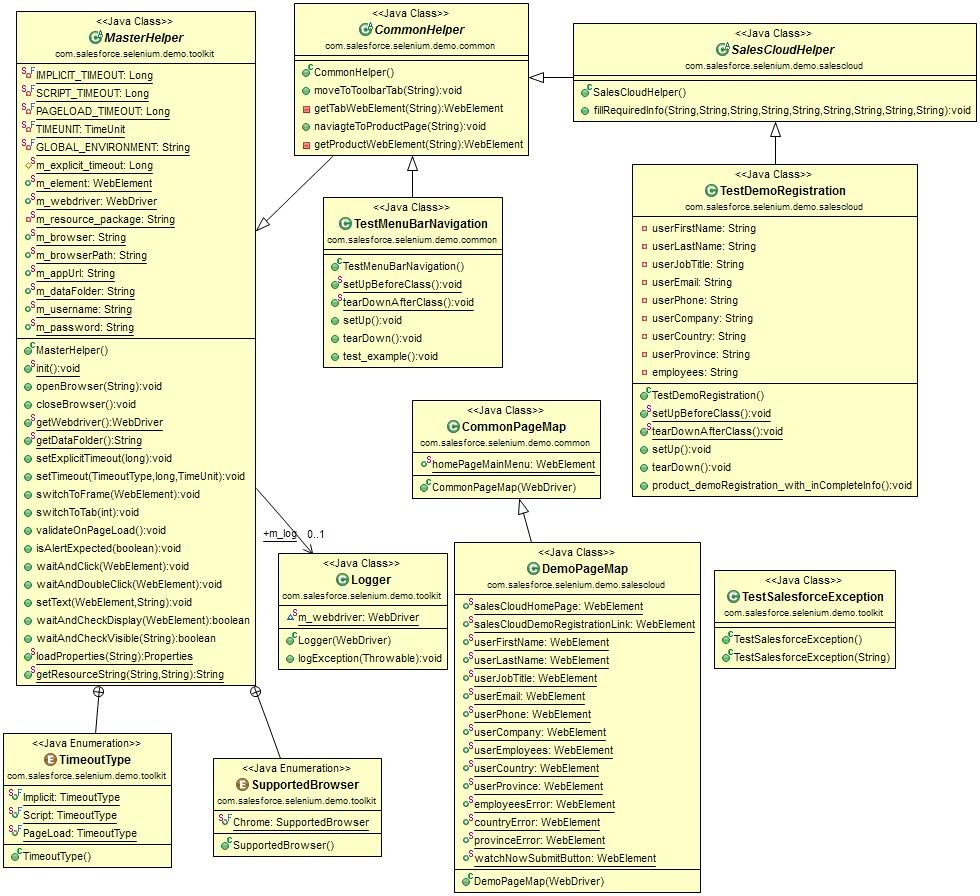 <<Java Class>>
MasterHelper
com.salesforce.selenium.demo.toolkit
IMPLICIT_TIMEOUT: Long
SCRIPT_TIMEOUT: Long
PAGELOAD_TIMEOUT: Long
TIMEUNIT: TimeUnit
GLOBAL_ENVIRONMENT: String
m_explicit_timeout: Long
m_element: WebElement
m_webdriver: WebDriver
m_resource_package: String
m_browser: String
m_browserPath: String
m_appUrl: String
m_dataFolder: String
m_username: String
m_password: String
MasterHelper()
init():void
openBrowser(String):void
closeBrowser():void
getWebdriver():WebDriver
getDataFolder():String
setExplicitTimeout(long):void
setTimeout(TimeoutType,long,TimeUnit):void
switchToFrame(WebElement):void
switchToTab(int):void
validateOnPageLoad():void
isAlertExpected(boolean):void
waitAndClick(WebElement):void
waitAndDoubleClick(WebElement):void
setText(WebElement,String):void
waitAndCheckDisplay(WebElement):boolean
waitAndCheckVisible(String):boolean
loadProperties(String):Properties
getResourceString(String,String):String
<<Java Class>>
CommonHelper
com.salesforce.selenium.demo.common
CommonHelper()
moveToToolbarTab(String):void
getTabWebElement(String):WebElement
naviagteToProductPage(String):void
getProductWebElement(String):WebElement
<<Java Class>>
SalesCloudHelper
com.salesforce.selenium.demo.salescloud
SalesCloudHelper()
fillRequiredInfo(String,String,String,String,String,String,String,String,String):void
<<Java Class>>
TestMenuBarNavigation
com.salesforce.selenium.demo.common
TestMenuBarNavigation()
setUpBeforeClass():void
tearDownAfterClass():void
setUp():void
tearDown():void
test_example():void
<<Java Class>>
TestDemoRegistration
com.salesforce.selenium.demo.salescloud
userFirstName: String
userLastName: String
userJobTitle: String
userEmail: String
userPhone: String
userCompany: String
userCountry: String
userProvince: String
employees: String
TestDemoRegistration()
setUpBeforeClass():void
tearDownAfterClass():void
setUp():void
tearDown():void
product_demoRegistration_with_inCompleteInfo():void
<<Java Class>>
CommonPageMap
com.salesforce.selenium.demo.common
homePageMainMenu: WebElement
CommonPageMap(WebDriver)
+m_log 0..1
<<Java Class>>
Logger
com.salesforce.selenium.demo.toolkit
m_webdriver: WebDriver
Logger(WebDriver)
logException(Throwable):void
<<Java Class>>
DemoPageMap
com.salesforce.selenium.demo.salescloud
salesCloudHomePage: WebElement
salesCloudDemoRegistrationLink: WebElement
userFirstName: WebElement
userLastName: WebElement
userJobTitle: WebElement
userEmail: WebElement
userPhone: WebElement
userCompany: WebElement
userEmployees: WebElement
userCountry: WebElement
userProvince: WebElement
employeesError: WebElement
countryError: WebElement
provinceError: WebElement
watchNowSubmitButton: WebElement
DemoPageMap(WebDriver)
<<Java Class>>
TestSalesforceException
com.salesforce.selenium.demo.toolkit
TestSalesforceException()
TestSalesforceException(String)
<<Java Enumeration>>
TimeoutType
com.salesforce.selenium.demo.toolkit
Implicit: TimeoutType
Script: TimeoutType
PageLoad: TimeoutType
TimeoutType()
<<Java Enumeration>>
SupportedBrowser
com.salesforce.selenium.demo.toolkit
Chrome: SupportedBrowser
SupportedBrowser()